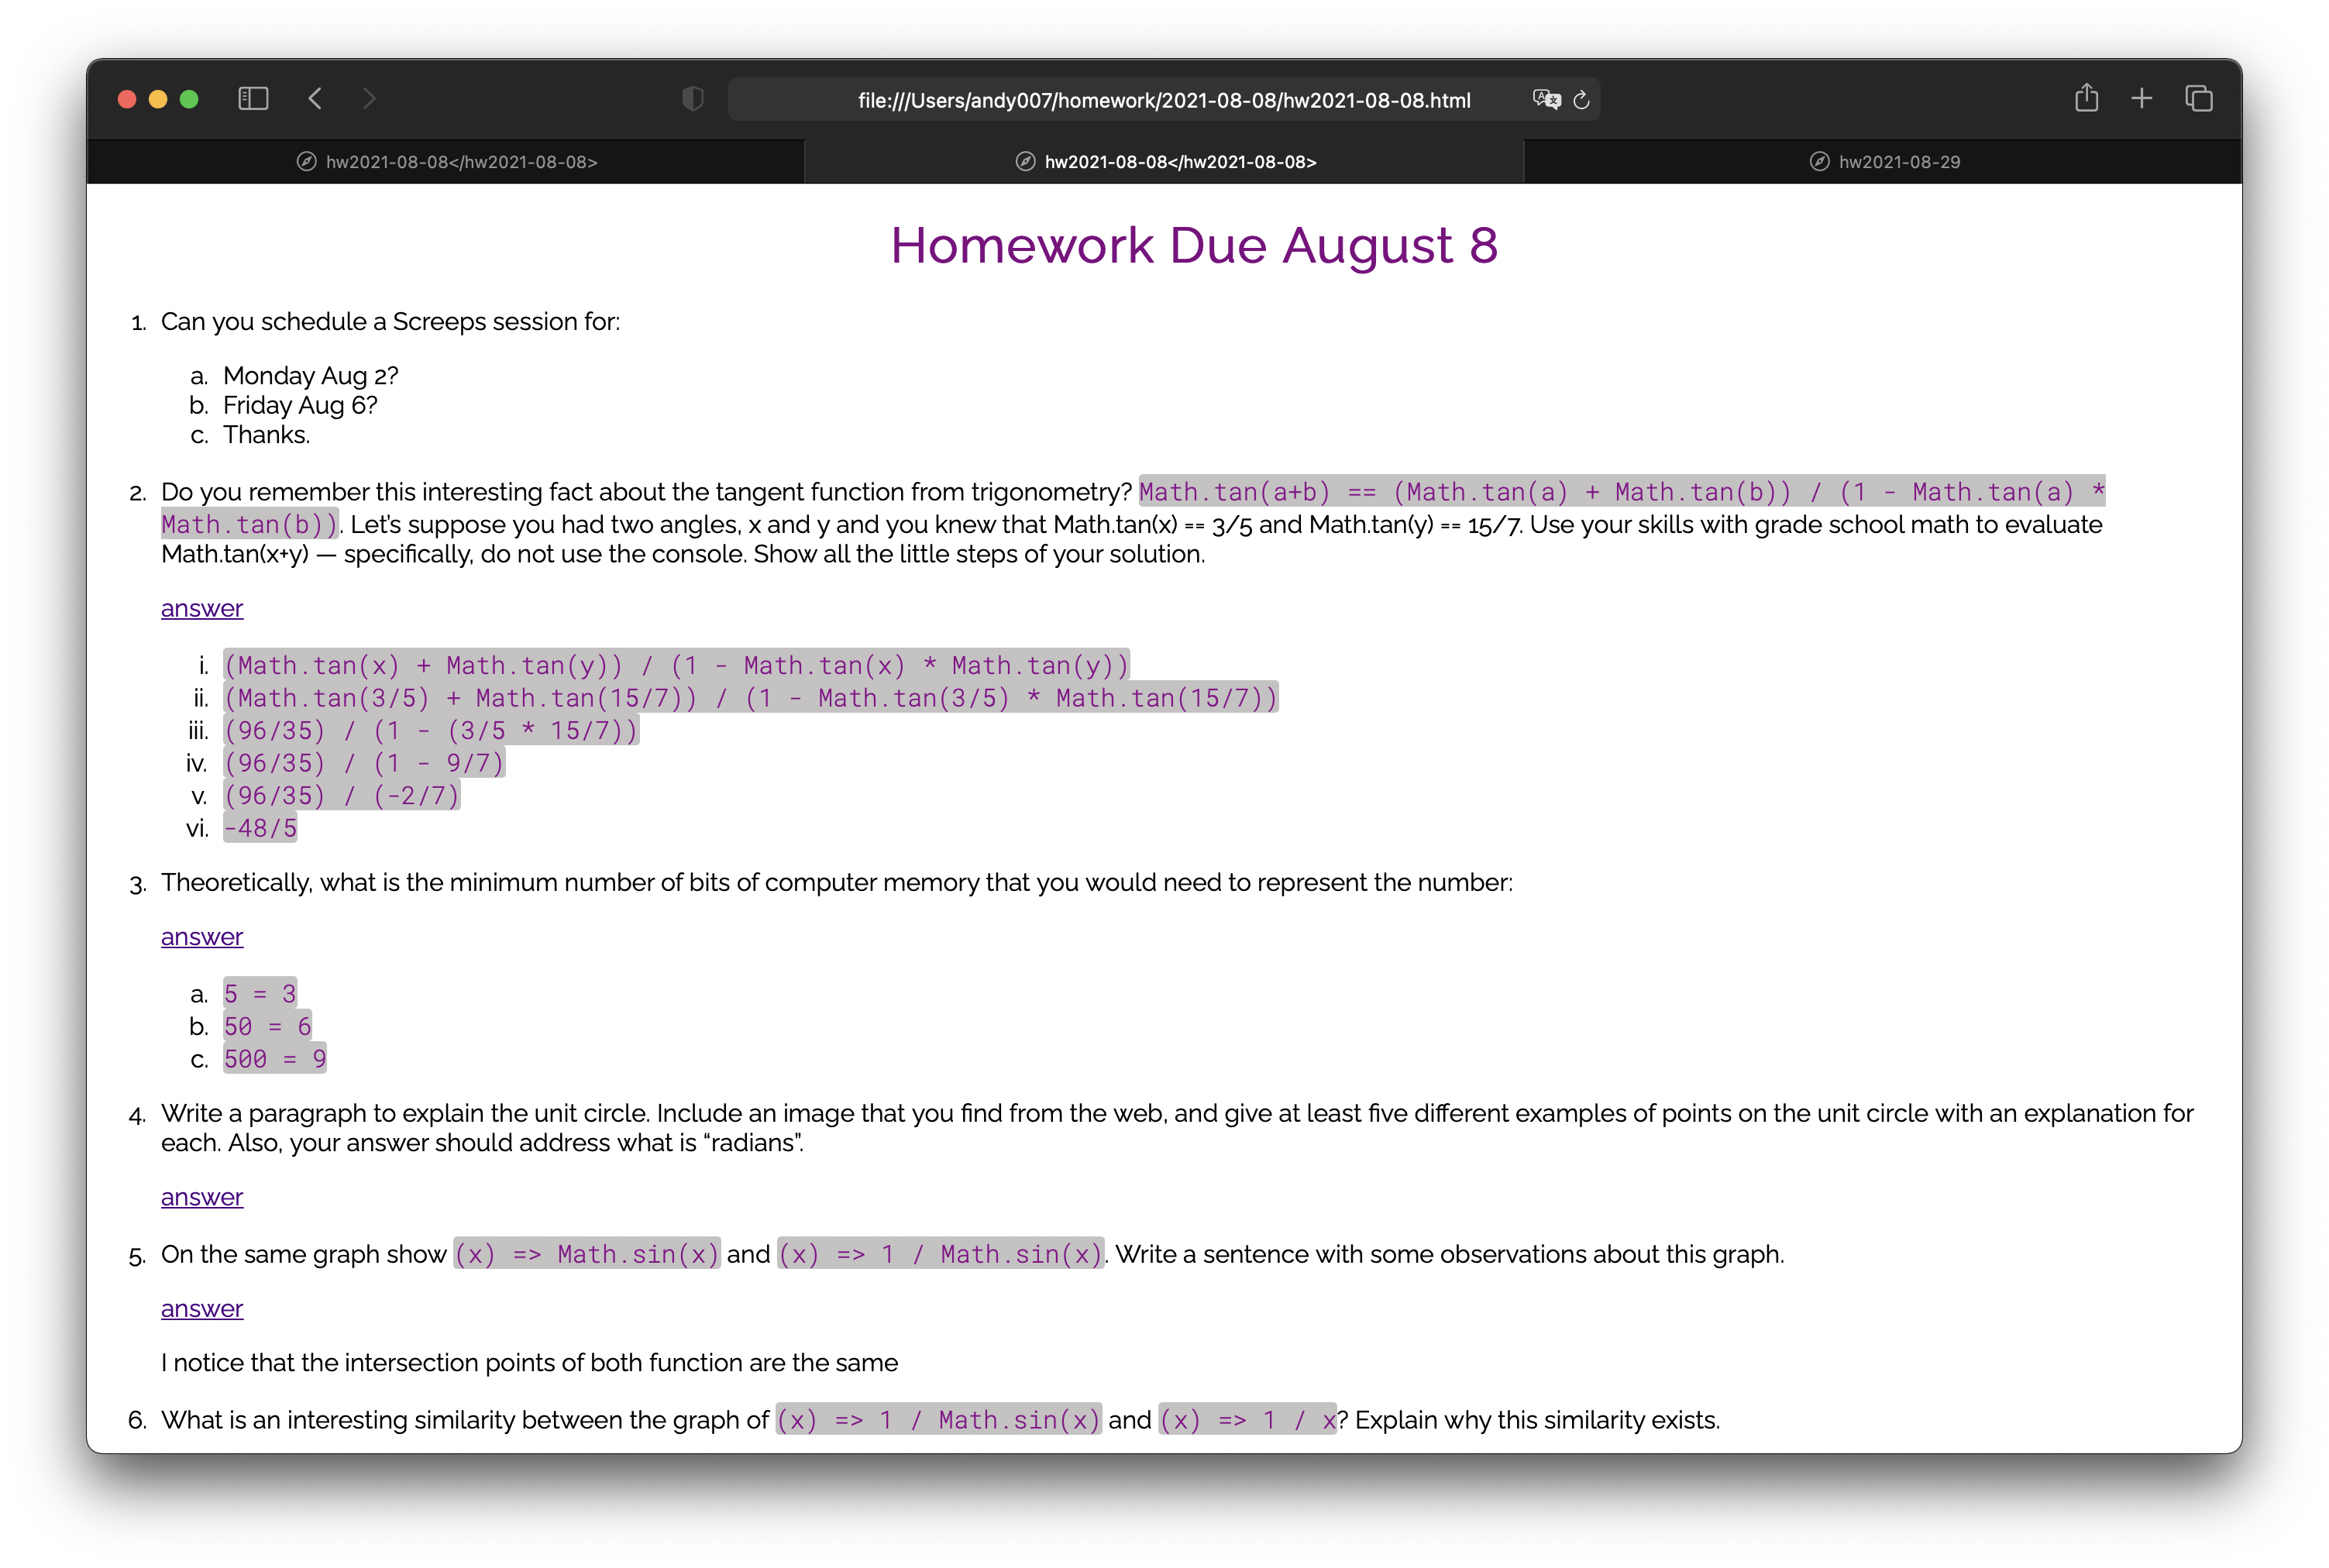 file:///Users/andy007/homework/2021-08-08/hw2021-08-08.html
hw2021-08-08</hw2021-08-08>
hw2021-08-08</hw2021-08-08>
hw2021-08-29
Homework Due August 8
1. Can you schedule a Screeps session for:
a. Monday Aug 2?
b. Friday Aug 6?
c. Thanks.
2. Do you remember this interesting fact about the tangent function from trigonometry? Math.tan(a+b) == (Math.tan(a) + Math.tan(b)) / (1 - Math.tan(a) *
Math.tan(b)). Let’s suppose you had two angles, x and y and you knew that Math.tan(x) == 3/5 and Math.tan(y) == 15/7. Use your skills with grade school math to evaluate
Math.tan(x+y) — specifically, do not use the console. Show all the little steps of your solution.
answer
i. (Math.tan(x) + Math.tan(y)) / (1 - Math.tan(x) * Math.tan(y))
ii. (Math.tan(3/5) + Math.tan(15/7)) / (1 - Math.tan(3/5) * Math.tan(15/7))
iii. (96/35) / (1 - (3/5 * 15/7))
iv. (96/35) / (1 - 9/7)
v. (96/35) / (-2/7)
vi. -48/5
3. Theoretically, what is the minimum number of bits of computer memory that you would need to represent the number:
answer
a. 5 = 3
b. 50 = 6
c. 500 = 9
4. Write a paragraph to explain the unit circle. Include an image that you find from the web, and give at least five different examples of points on the unit circle with an explanation for
each. Also, your answer should address what is “radians”.
answer
5. On the same graph show (x) => Math.sin(x) and (x) => 1 / Math.sin(x). Write a sentence with some observations about this graph.
answer
I notice that the intersection points of both function are the same
6. What is an interesting similarity between the graph of (x) => 1 / Math.sin(x) and (x) => 1 / x? Explain why this similarity exists.